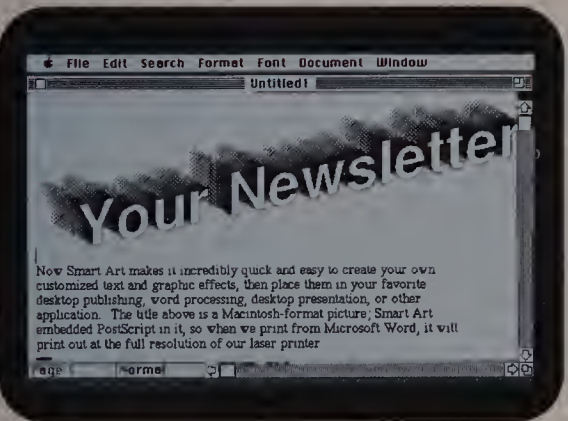 File Edit Search Format Font Document Window
Untitled1
Your Newsletter
Now Smart Art makes it incredibly quick and easy to create your own
customized text and graphic effects, then place them in your favorite
desktop publishing, word processing, desktop presentation, or other
application. The title above is a Macintosh-format picture; Smart Art
embedded PostScript in it, so when we print from Microsoft Word, it will
print out at the full resolution of our laser printer
age
Normal